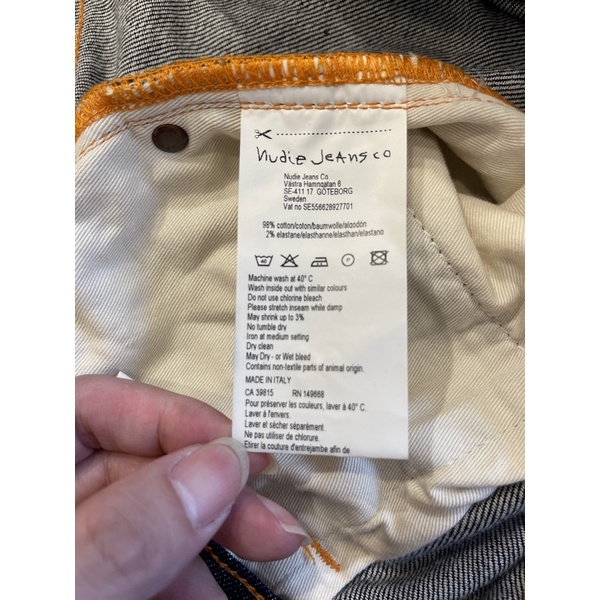 nudie jeans co
Nudie Jeans Co
Västra Hamngatan 6
SE-411 17 GÖTEBORG
Sweden
Vat no SE556628927701
98% cotton/coton/baumwolle/algodón
2% elastane/elasthanne/elasthan/elastano
40 P
Machine wash at 40° C
Wash inside out with similar colours
Do not use chlorine bleach
Please stretch inseam while damp
May shrink up to 3%
No tumble dry
Iron at medium setting
Dry clean
May Dry - or Wet bleed
Contains non-textile parts of animal origin.
MADE IN ITALY
CA 39815 RN 149668
Pour préserver les couleurs, laver à 40° C.
Laver à l'envers.
Laver et sécher séparément.
Ne pas utiliser de chlorure.
Etirer la couture d'entrejambe afin de